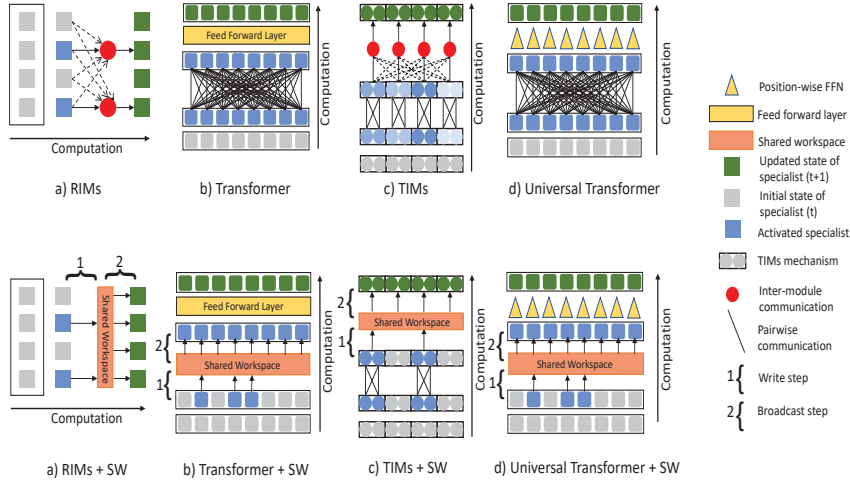 Computation
a) RIMs
Feed Forward Layer
Computation
b) Transformer
Computation
c) TIMs
Computation
d) Universal Transformer
Position-wise FFN
Feed forward layer
Shared workspace
Updated state
of specialist (t+1)
Initial state of
specialist (t)
Activated specialist
TIMs mechanism
Inter-module
communication
Pairwise
communication
1 Write step
2 Broadcast step
1
2
Shared Workspace
Computation
a) RIMs + SW
Feed Forward Layer
2
Shared Workspace
1
Computation
b) Transformer + SW
2
Shared Workspace
1
Computation
c) TIMs + SW
2
Shared Workspace
1
Computation
d) Universal Transformer + SW